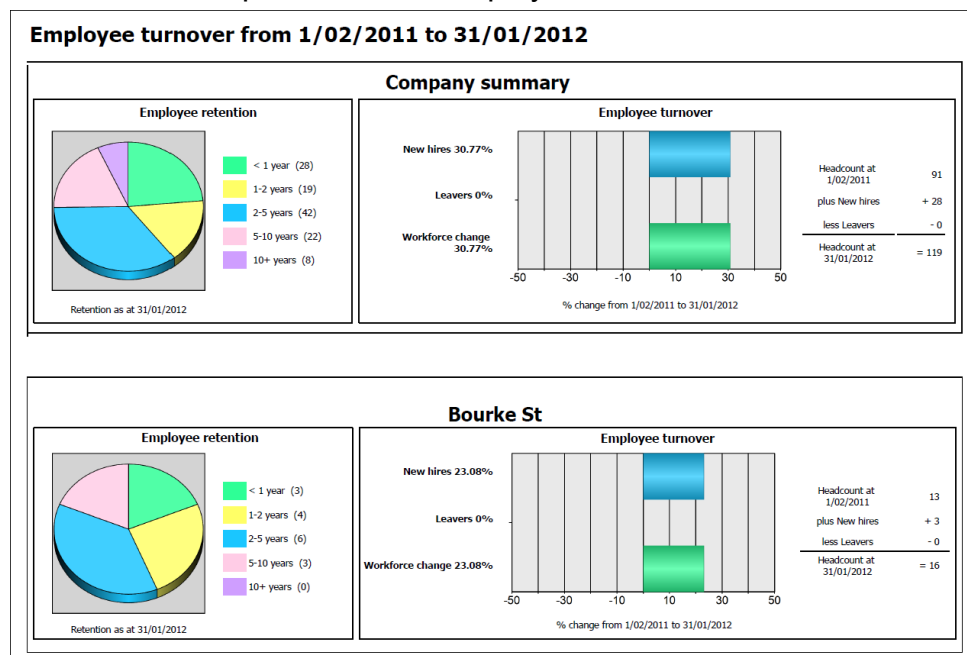 Employee turnover from 1/02/2011 to 31/01/2012
Company summary
Employee retention
< 1 year (28)
1-2 years (19)
2-5 years (42)
5-10 years (22)
10+ years (8)
Retention as at 31/01/2012
Employee turnover
New hires 30.77%
Leavers 0%
Workforce change
30.77%
-50 -30 -10 10 30 50
% change from 1/02/2011 to 31/01/2012
Headcount at
1/02/2011 91
plus New hires + 28
less Leavers - 0
Headcount at
31/01/2012 = 119
Bourke St
Employee retention
< 1 year (3)
1-2 years (4)
2-5 years (6)
5-10 years (3)
10+ years (0)
Retention as at 31/01/2012
Employee turnover
New hires 23.08%
Leavers 0%
Workforce change 23.08%
-50 -30 -10 10 30 50
% change from 1/02/2011 to 31/01/2012
Headcount at
1/02/2011 13
plus New hires + 3
less Leavers - 0
Headcount at
31/01/2012 = 16